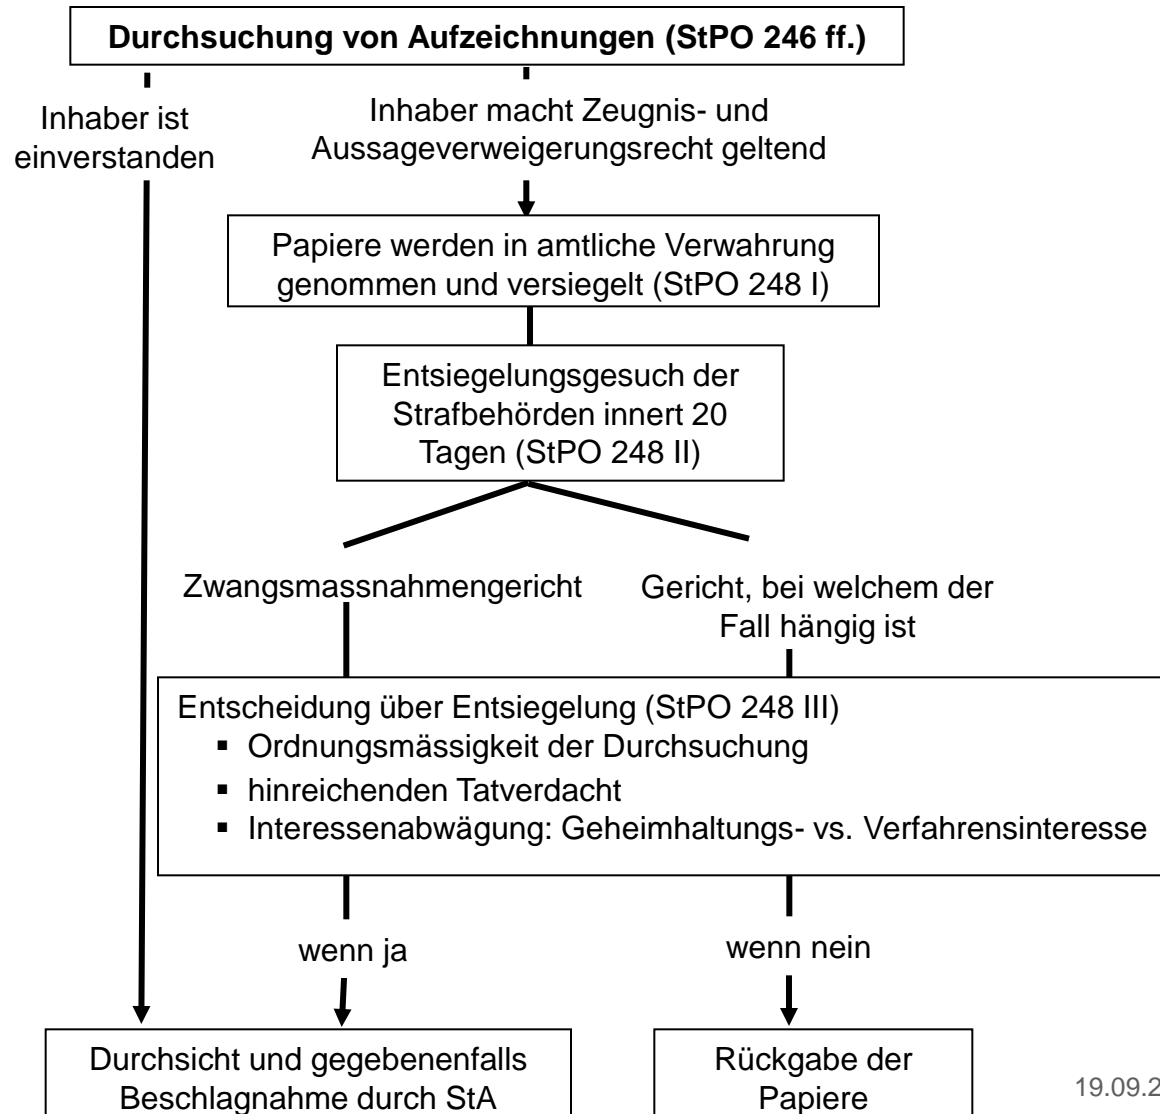 Durchsuchung von Aufzeichnungen (StPO 246 ff.)
Inhaber ist
einverstanden
Inhaber macht Zeugnis- und
Aussageverweigerungsrecht geltend
Papiere werden in amtliche Verwahrung
genommen und versiegelt (StPO 248 I)
Entsiegelungsgesuch der
Strafbehörden innert 20
Tagen (StPO 248 II)
Zwangsmassnahmengericht
Gericht, bei welchem der
Fall hängig ist
Entscheidung über Entsiegelung (StPO 248 III)
▪ Ordnungsmässigkeit der Durchsuchung
▪ hinreichenden Tatverdacht
▪ Interessenabwägung: Geheimhaltungs- vs. Verfahrensinteresse
wenn ja
wenn nein
Durchsicht und gegebenenfalls
Beschlagnahme durch StA
Rückgabe der
Papiere
19.09.2